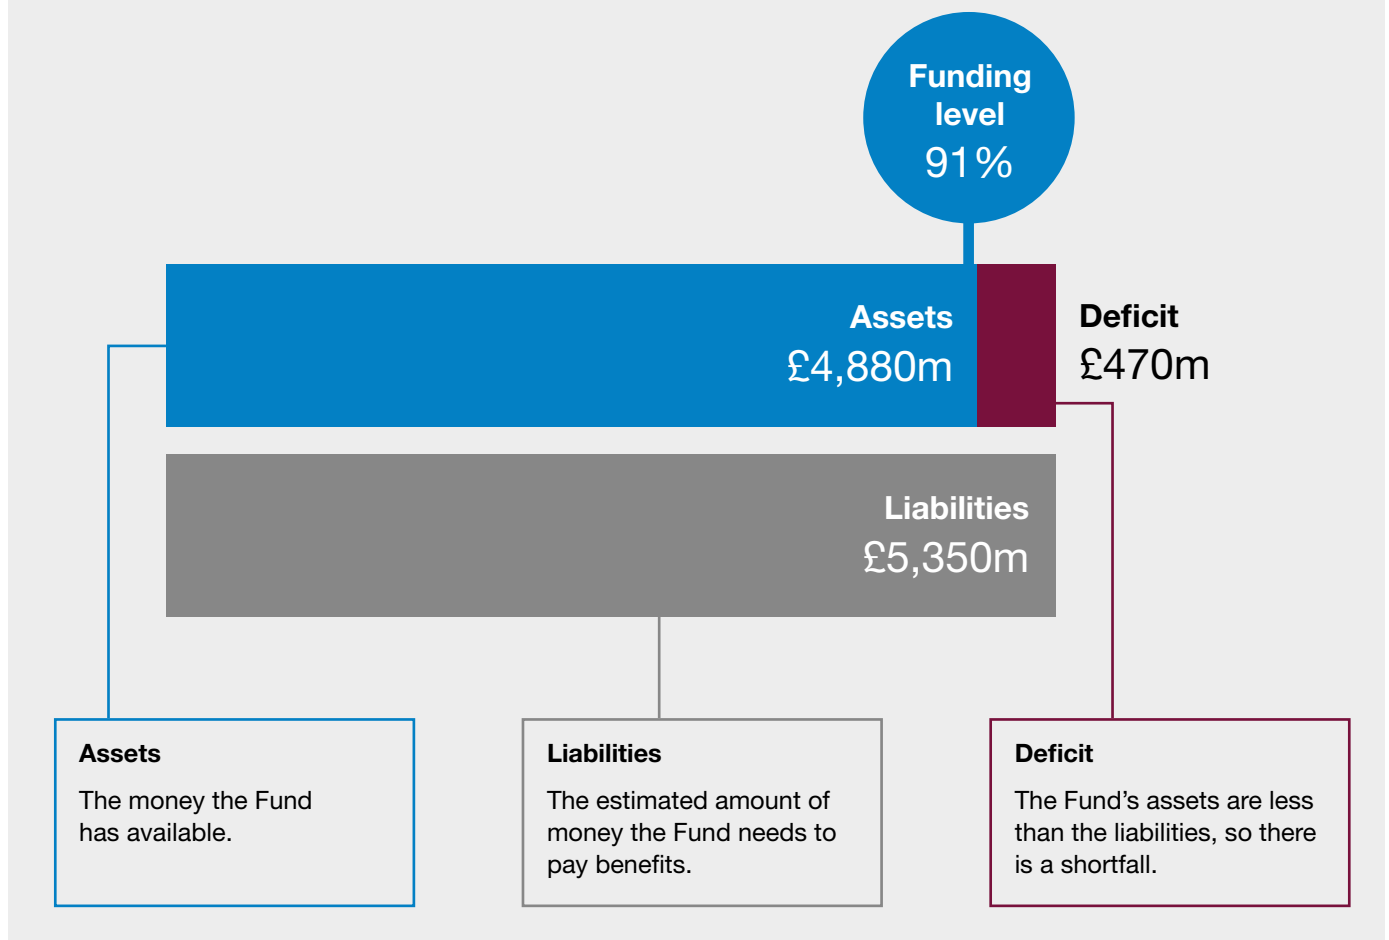 Funding
level
91%
Assets
£4,880m
Deficit
£470m
Liabilities
£5,350m
Assets
The money the Fund
has available.
Liabilities
The estimated amount of
money the Fund needs to
pay benefits.
Deficit
The Fund’s assets are less
than the liabilities, so there
is a shortfall.